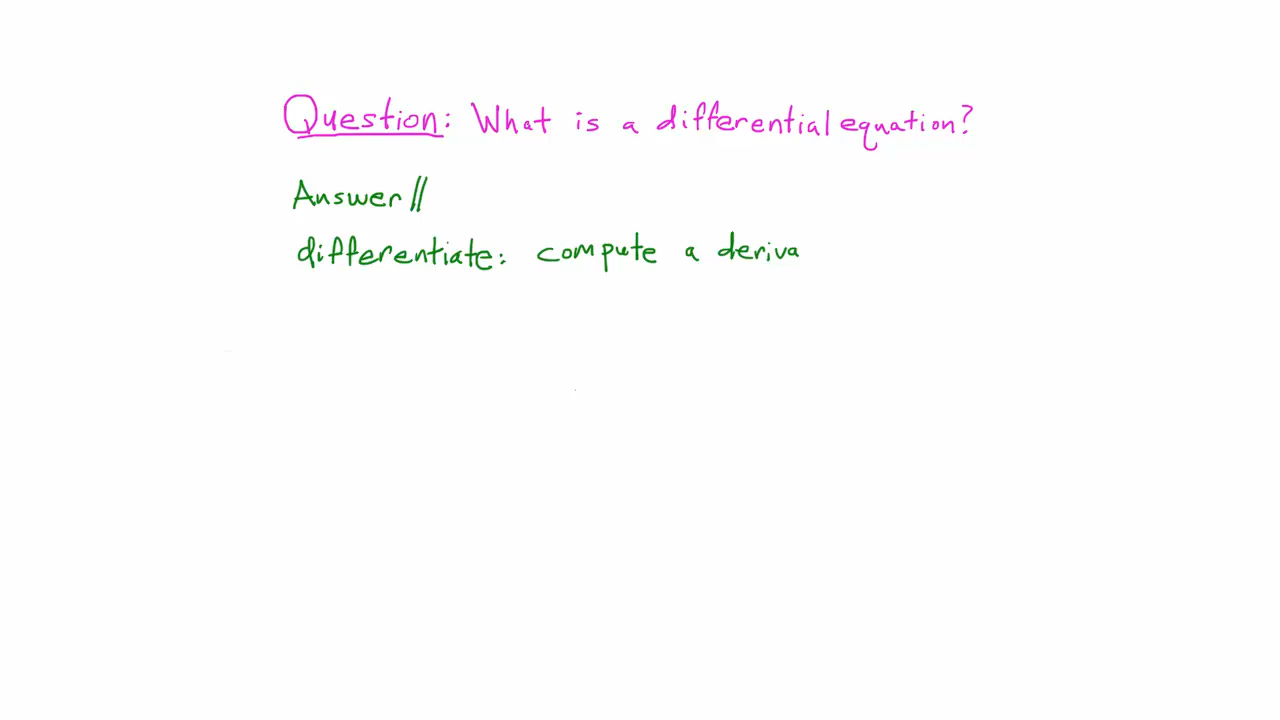 Question: What is a differential equation?
Answer //
differentiate: compute a deriva